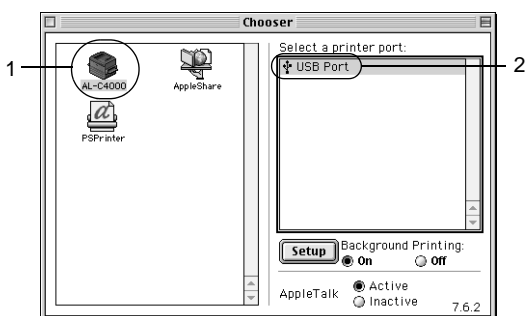 Chooser
1
AL-C4000
AppleShare
PSPrinter
Select a printer port:
USB Port
2
Setup
Background Printing:
On Off
AppleTalk
Active
Inactive
7.6.2